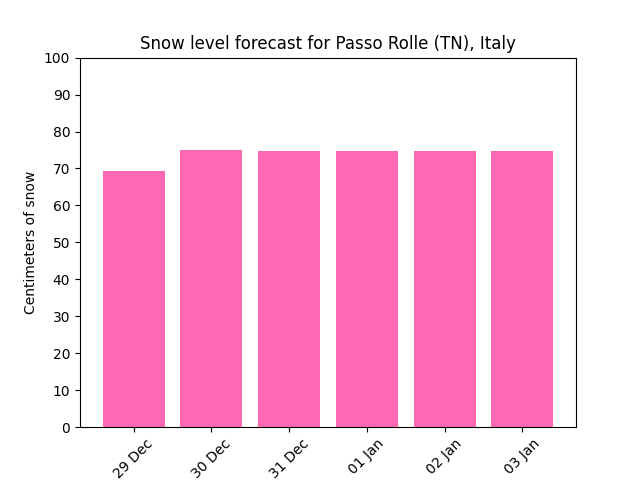 Snow level forecast for Passo Rolle (TN), Italy
Centimeters of snow
100
90
80
70
60
50
40
30
20
10
0
29 Dec
30 Dec
31 Dec
01 Jan
02 Jan
03 Jan